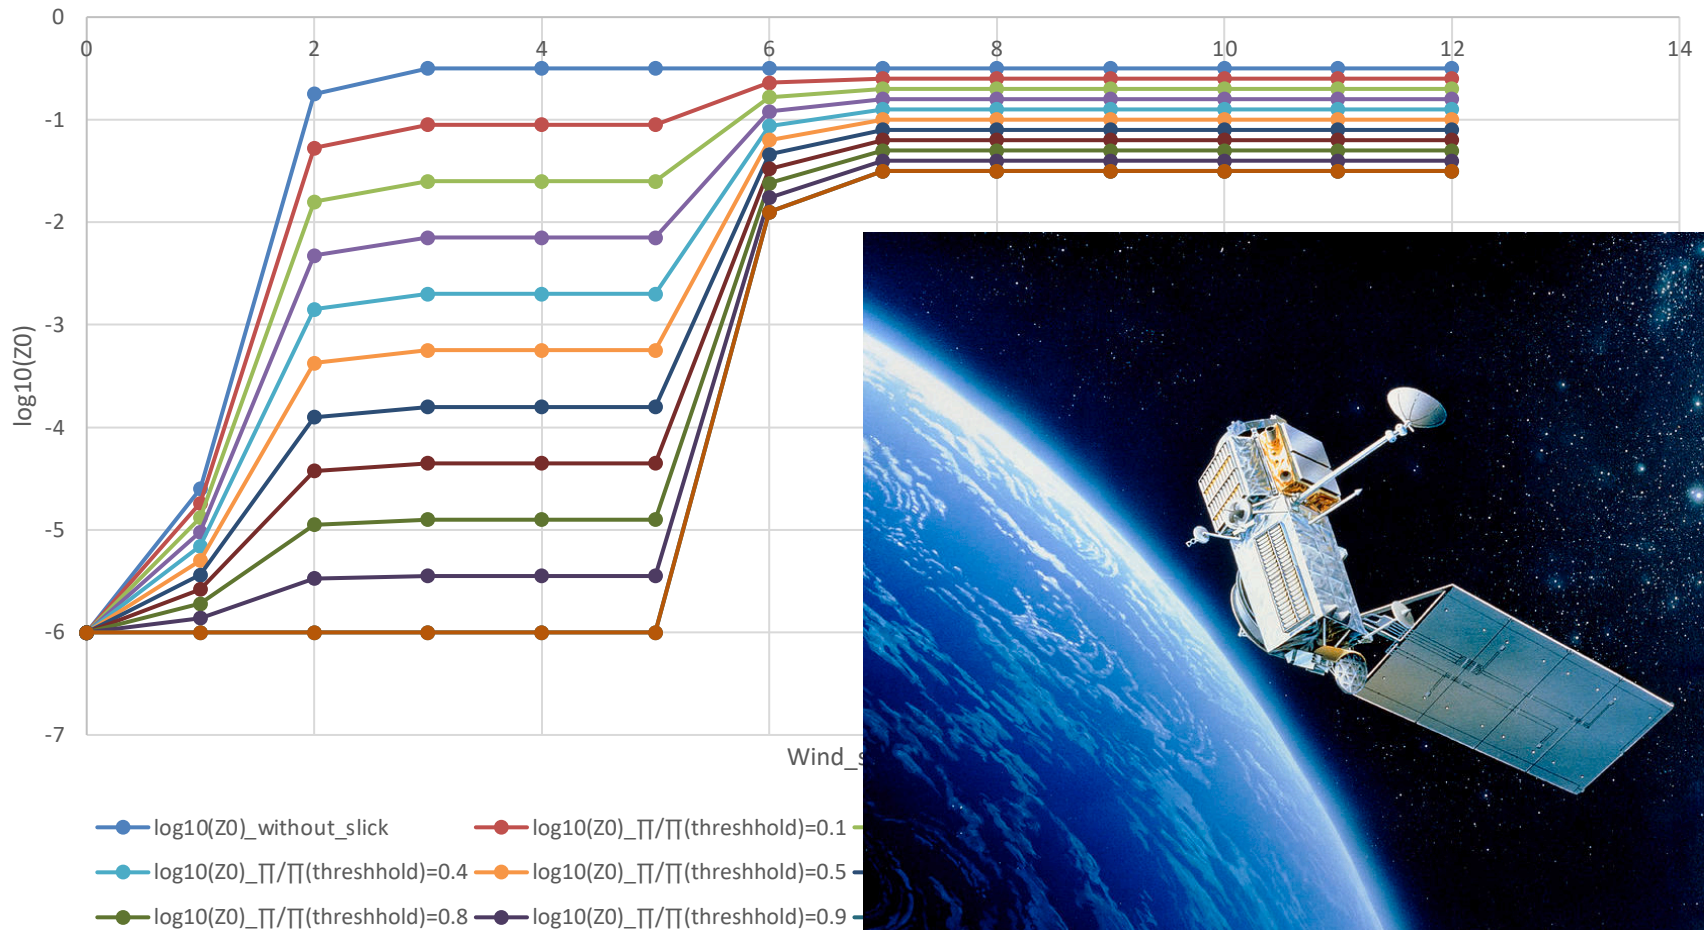 0
0 2 4 6 8 10 12 14
-1
-2
-3
-4
-5
-6
-7
log10(Z0)
log10(Z0)_without_slick log10(Z0)_∏/∏(threshhold)=0.1
log10(Z0)_∏/∏(threshhold)=0.4 log10(Z0)_∏/∏(threshhold)=0.5
log10(Z0)_∏/∏(threshhold)=0.8 log10(Z0)_∏/∏(threshhold)=0.9